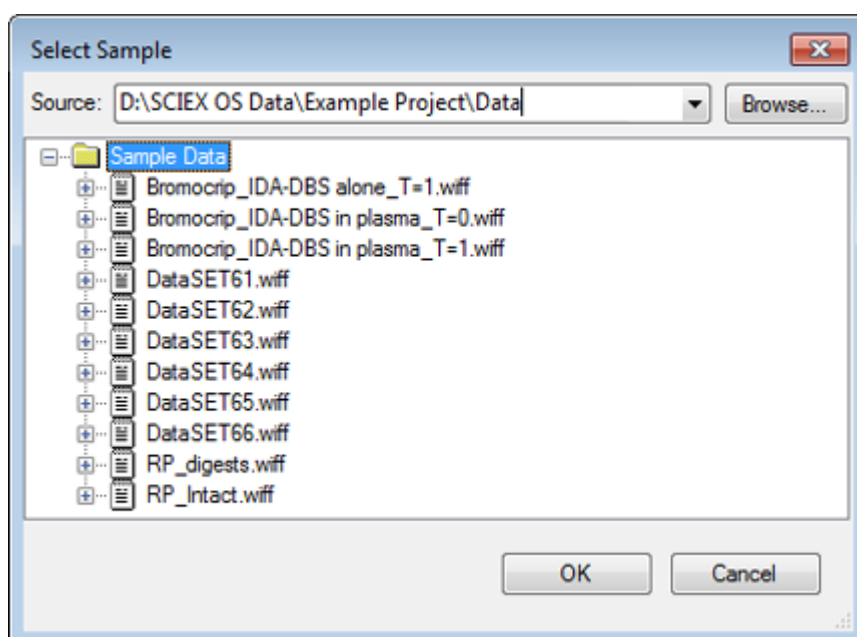 Select Sample
Source: D:\SCIEX OS Data\Example Project\Data Browse...
Sample Data
Bromocrip_IDA-DBS alone_T=1.wiff
Bromocrip_IDA-DBS in plasma_T=0.wiff
Bromocrip_IDA-DBS in plasma_T=1.wiff
DataSET61.wiff
DataSET62.wiff
DataSET63.wiff
DataSET64.wiff
DataSET65.wiff
DataSET66.wiff
RP_digests.wiff
RP_Intact.wiff
OK Cancel